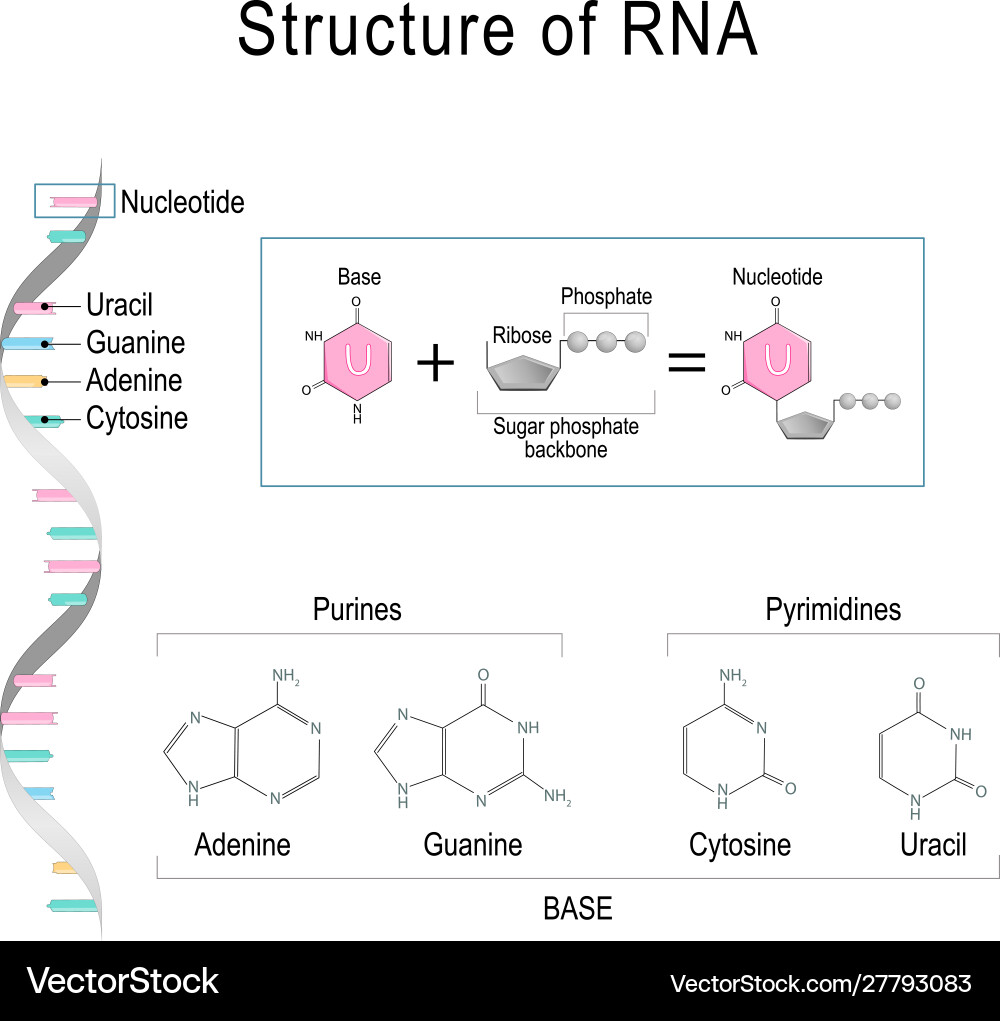 Structure of RNA
Nucleotide
Uracil
Guanine
Adenine
Cytosine
Base
O
NH
U
O
N
H
+
Ribose
Phosphate
Sugar phosphate
backbone
=
Nucleotide
O
NH
U
O
Purines
Pyrimidines
NH₂
N
N
N
H
N
Adenine
O
N
NH
N
H
N
NH₂
Guanine
NH₂
N
N
H
O
Cytosine
O
NH
N
H
O
Uracil
BASE
VectorStock
VectorStock.com/27793083